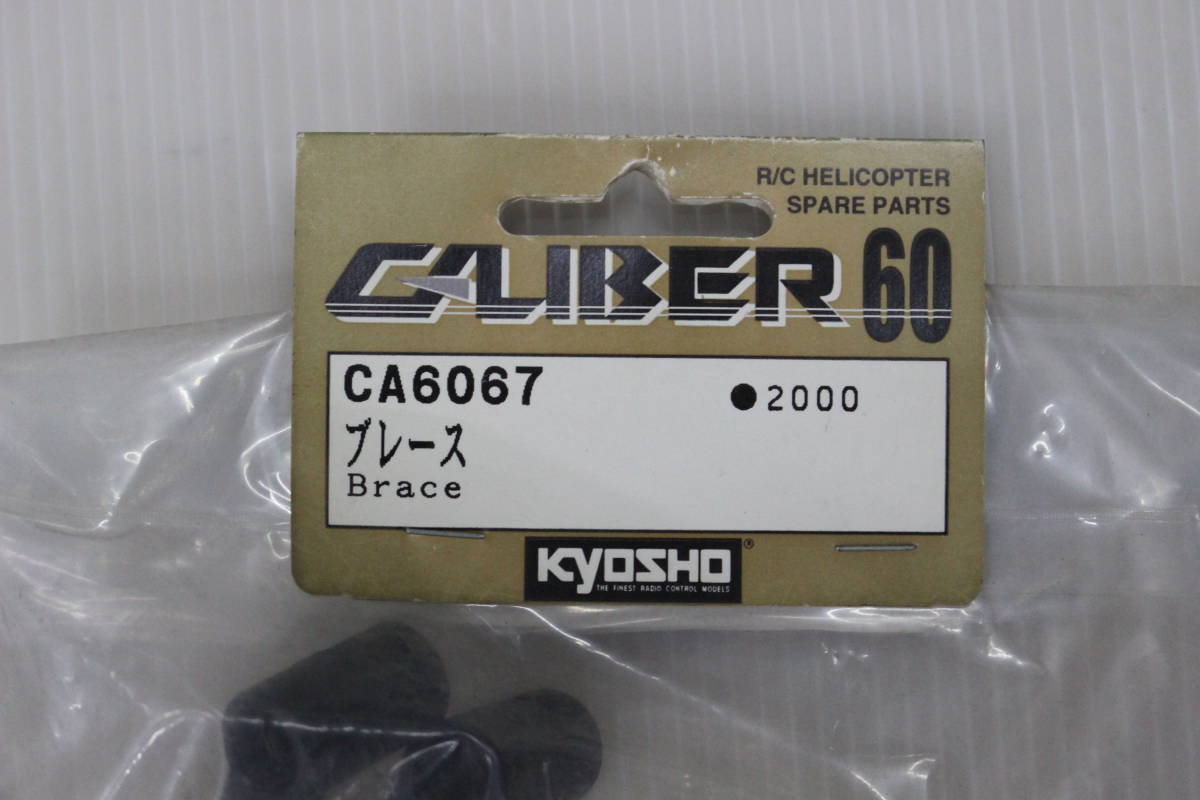 R/C HELICOPTER
SPARE PARTS
CALIBER 60
CA6067
●2000
ブレース
Brace
KYOSHO®
THE FINEST RADIO CONTROL MODELS